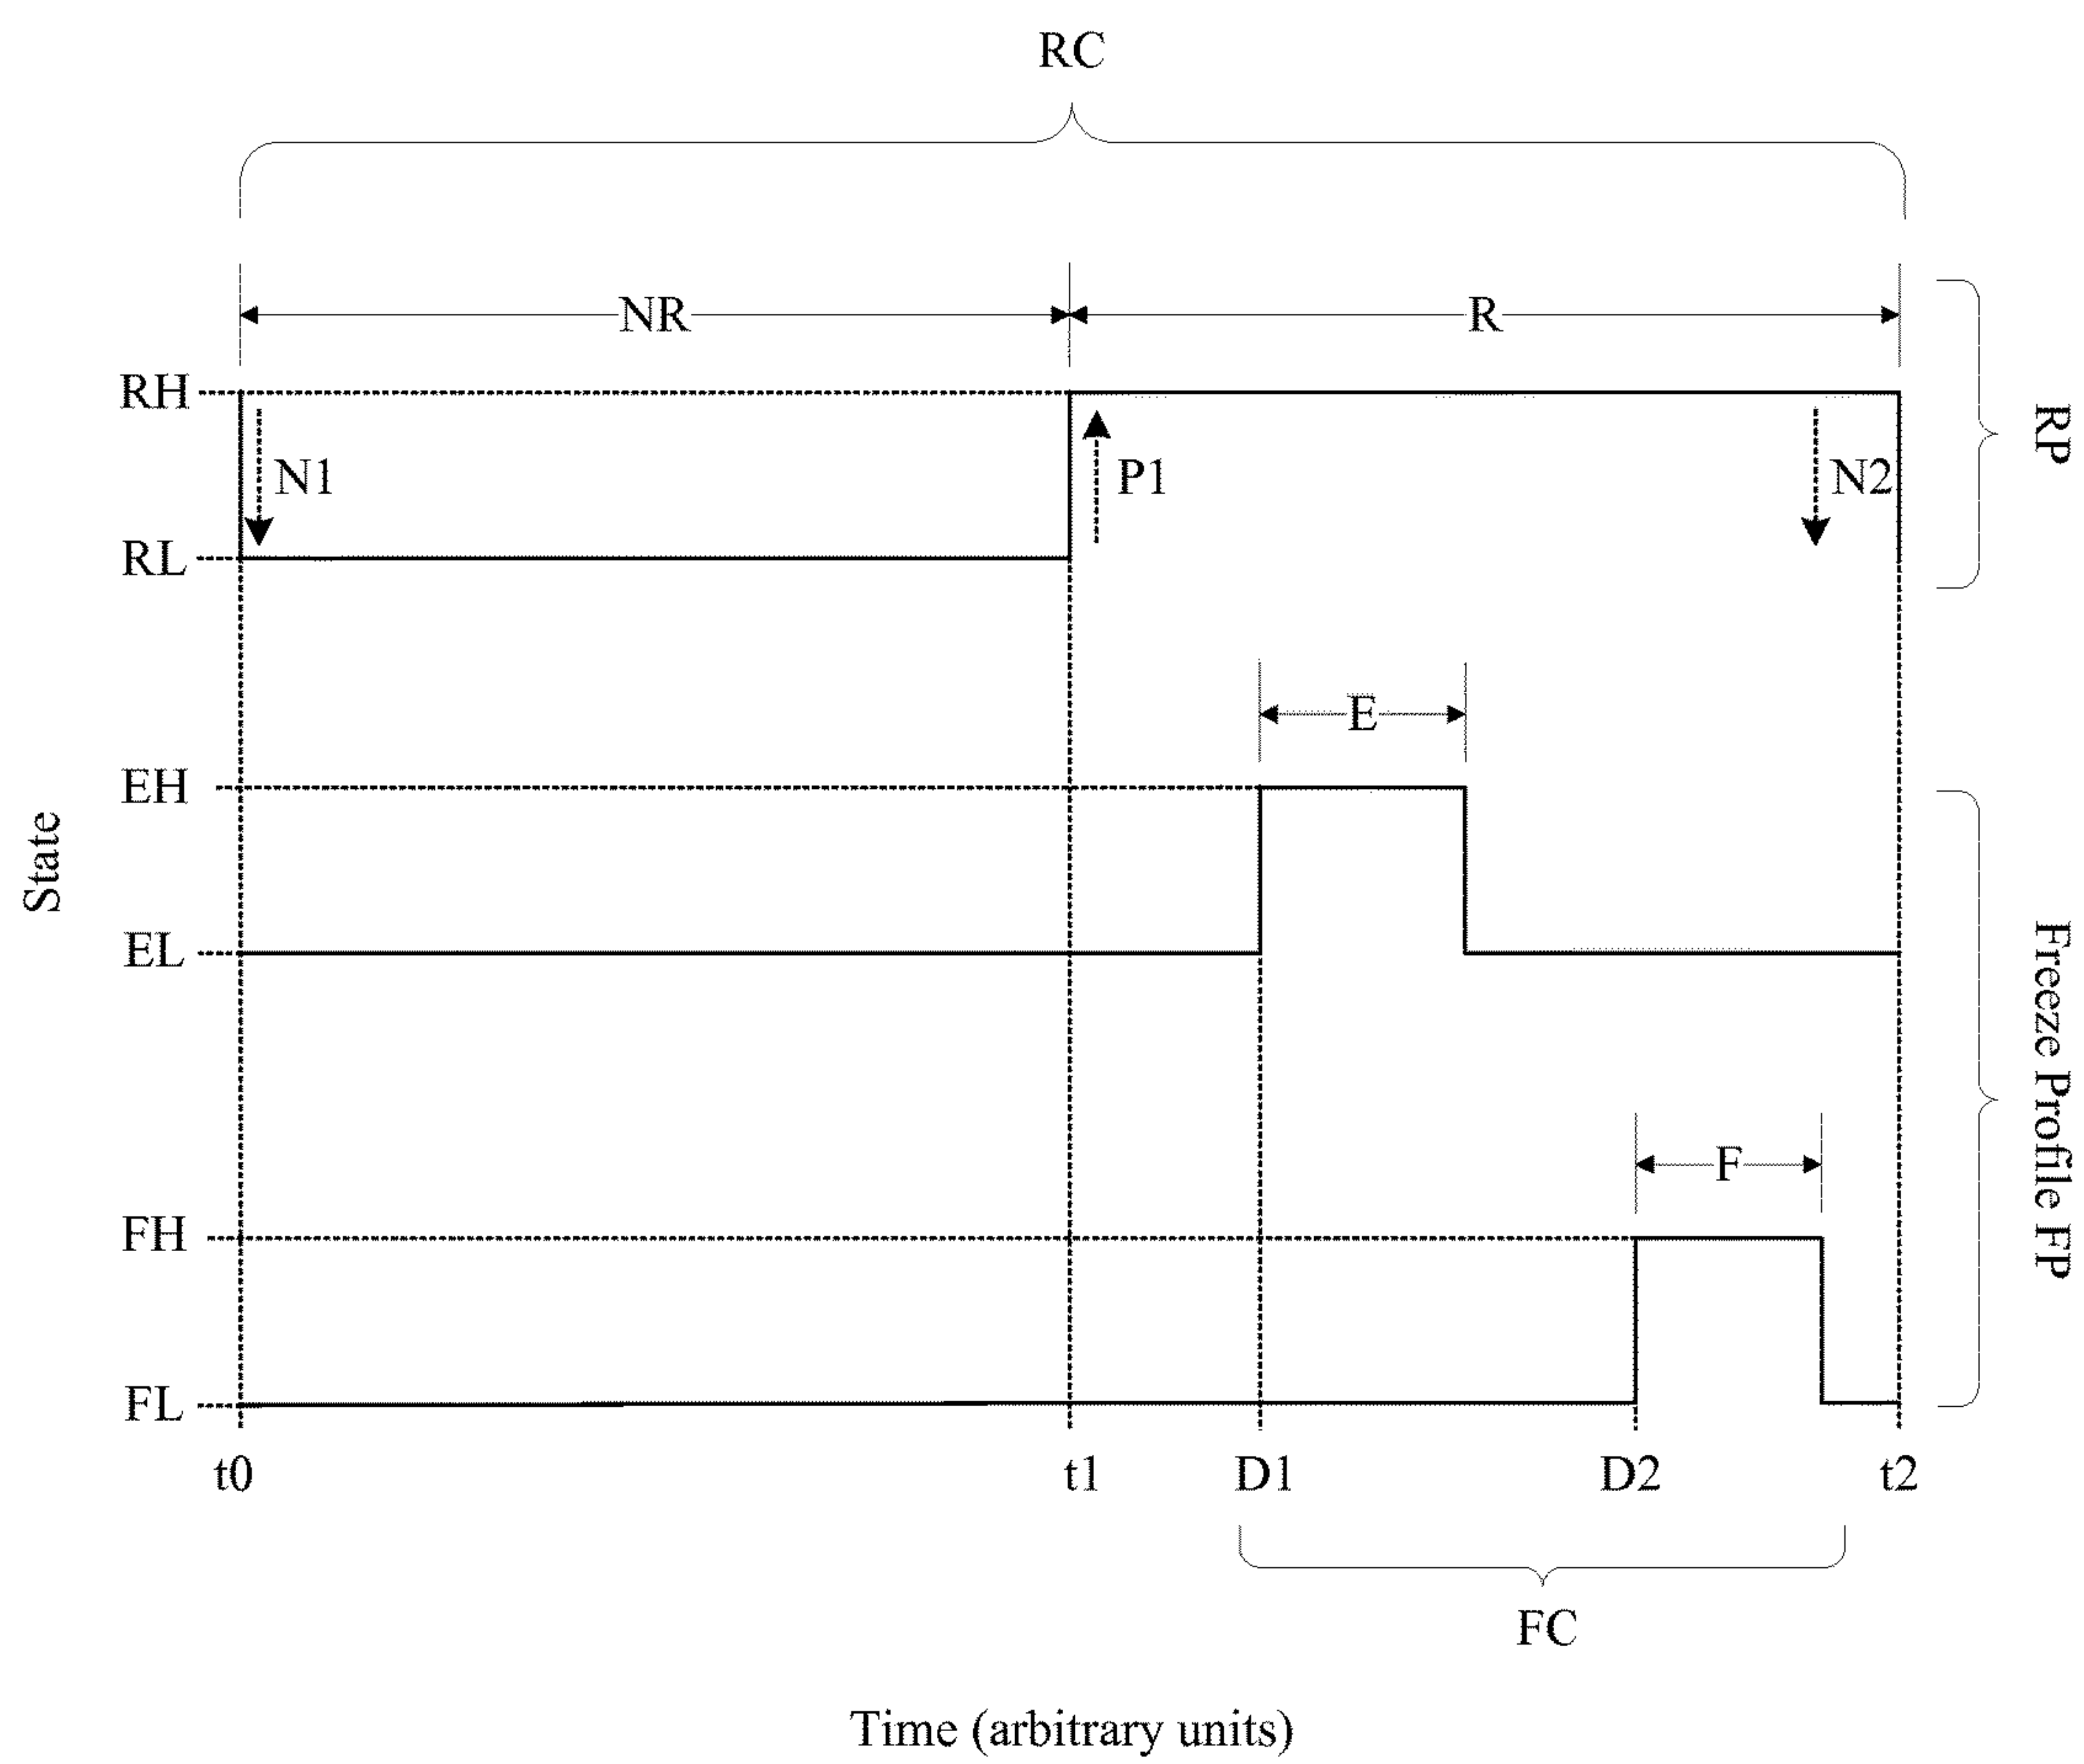 RC
NR
R
RH
N1
P1
N2
RL
RP
E
EH
State
EL
Freeze Profile FP
F
FH
FL
t0
t1
D1
D2
t2
FC
Time (arbitrary units)